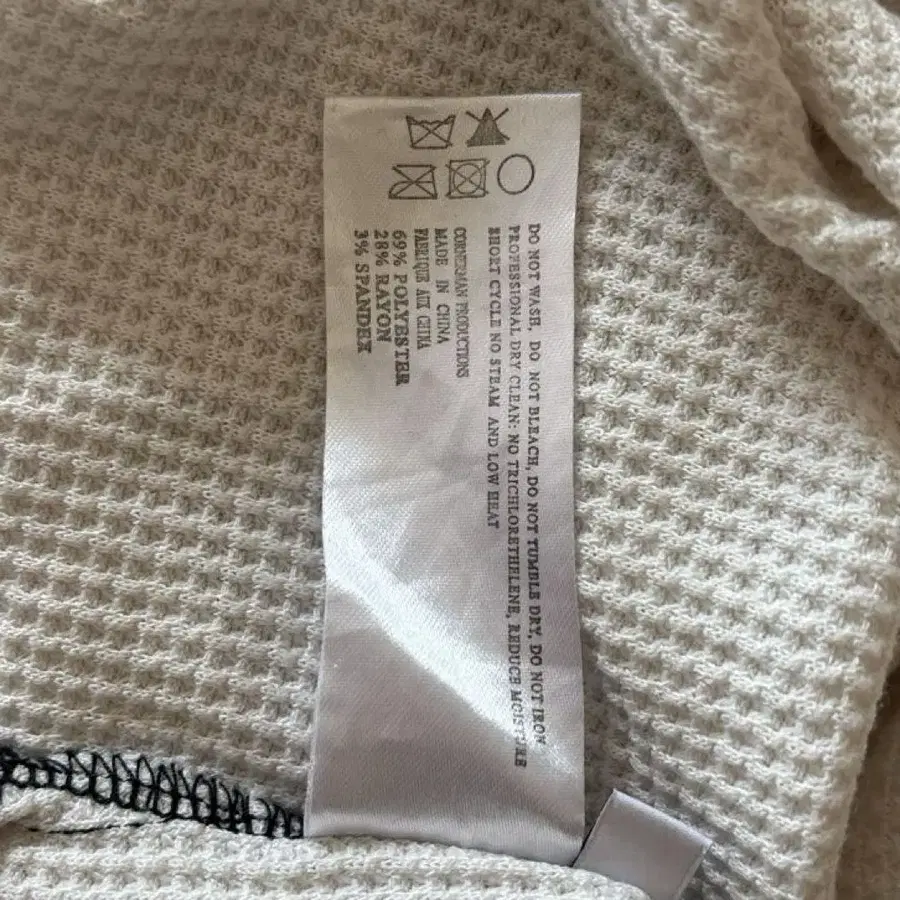 DO NOT WASH, DO NOT BLEACH, DO NOT TUMBLE DRY, DO NOT IRON
PROFESSIONAL DRY CLEAN: NO TRICHLORETHELENE, REDUCE MOISTURE
SHORT CYCLE NO STEAM AND LOW HEAT
CORNERMAN PRODUCTIONS
MADE IN CHINA
FABRIQUE AUX CHINA
69% POLYESTER
28% RAYON
3% SPANDEX